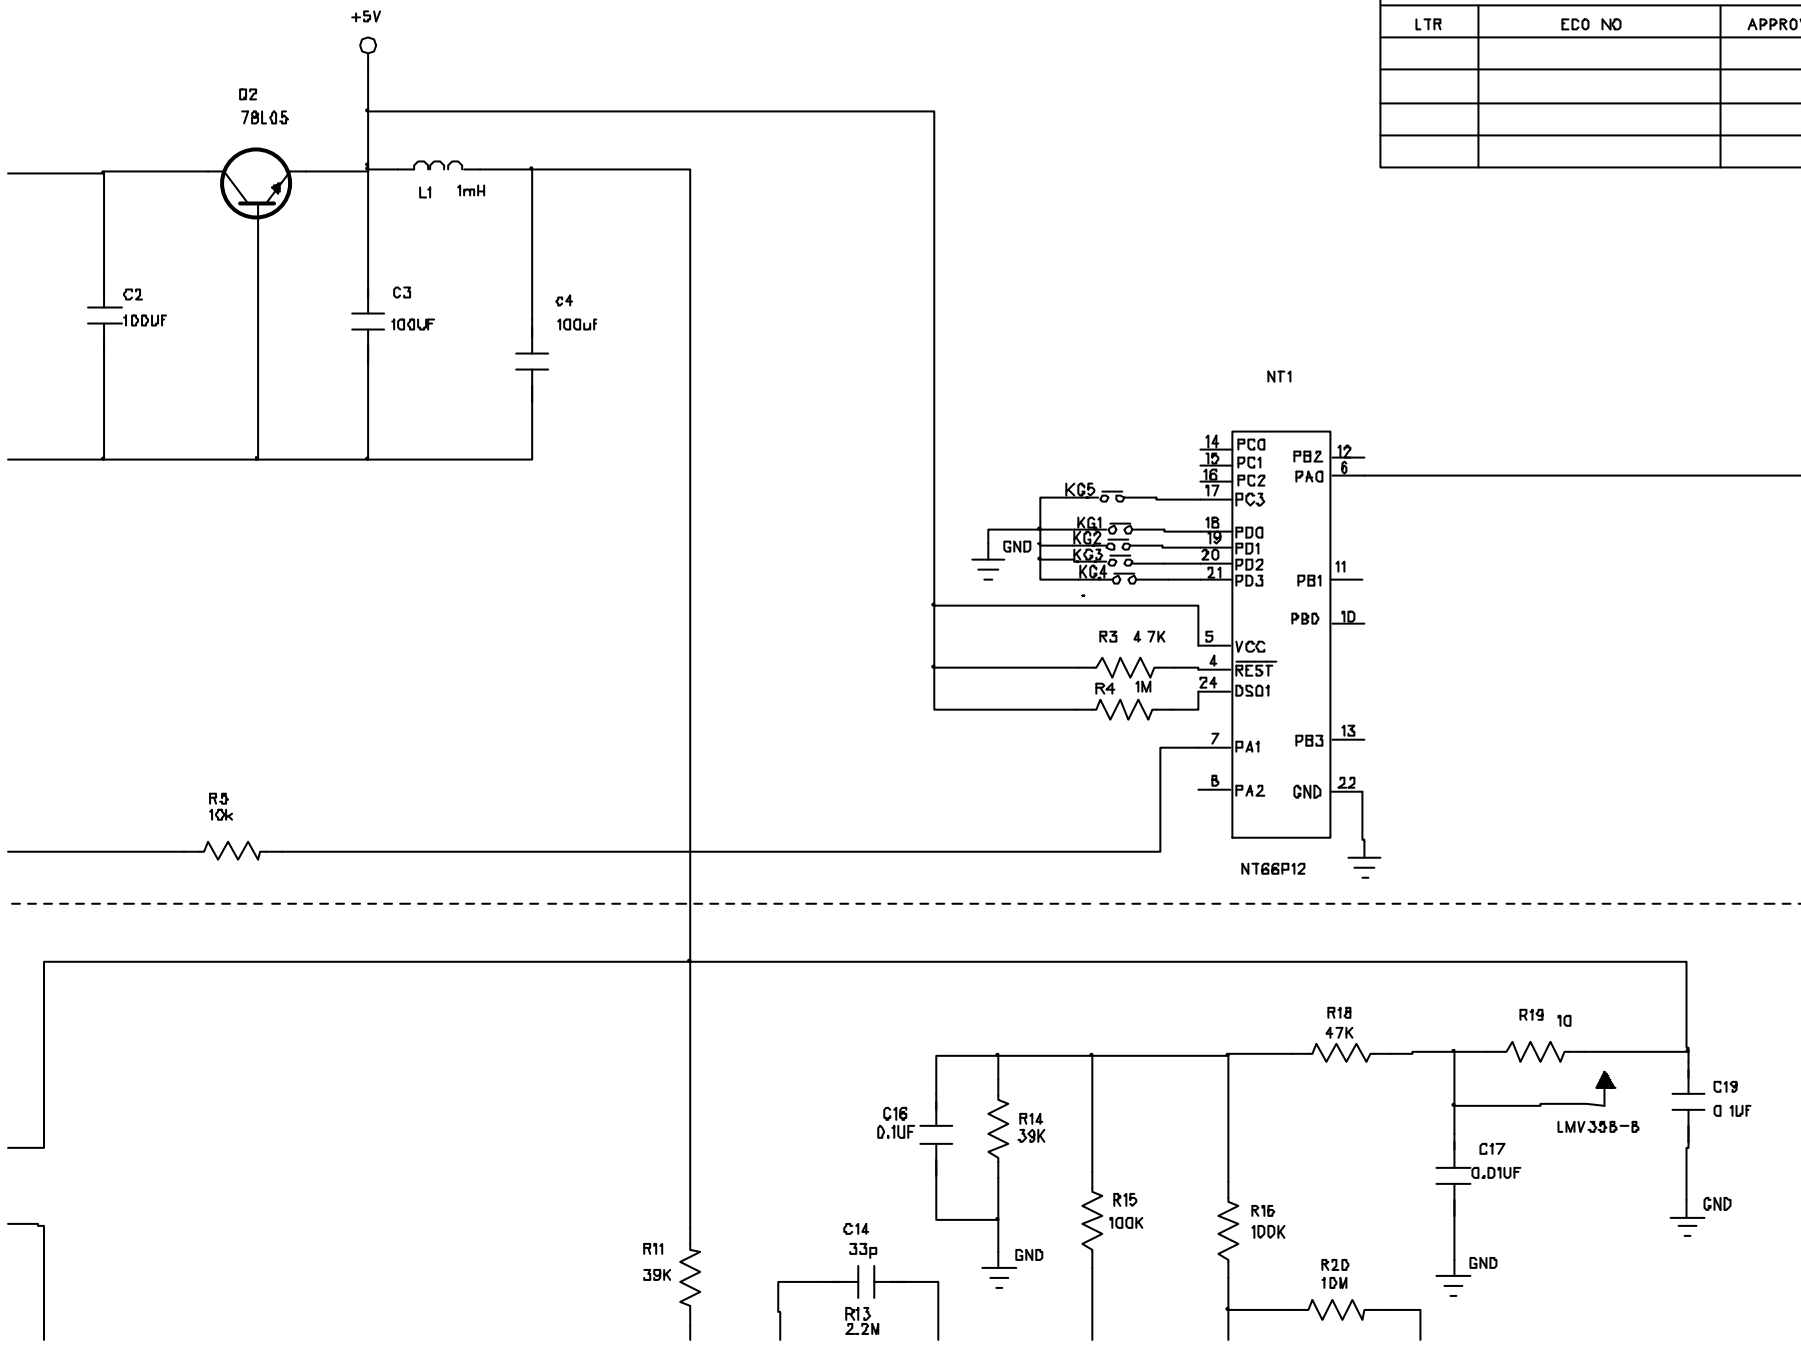 +5V
LTR ECO NO APPROV
Q2
78L05
L1 1mH
C2
100UF
C3
100UF
c4
100uF
NT1
14 PC0
15 PC1
16 PC2
17 PC3
PB2 12
PA0 6
KG5
KG1 18 PD0
KG2 19 PD1
KG3 20 PD2
KG4 21 PD3
GND
PB1 11
PB0 10
R3 4 7K
5 VCC
4 REST
R4 1M
24 DSO1
7 PA1
PB3 13
8 PA2
GND 22
R5
10k
NT66P12
R18
47K
R19 10
C16
0.1UF
R14
39K
C19
0 1UF
LMV358-B
C17
0.01UF
R15
100K
R16
100K
GND
C14
33p
GND
GND
R11
39K
R20
10M
R13
2.2M